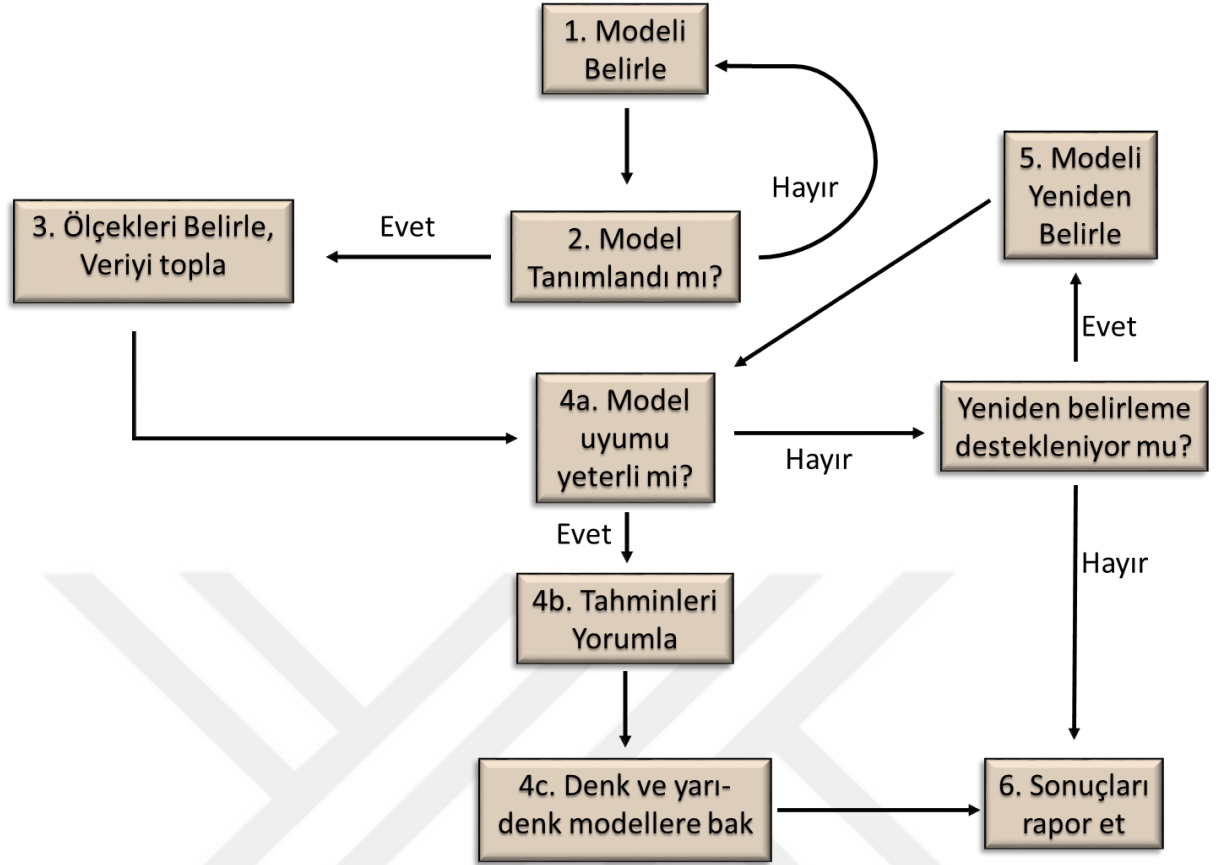 1. Modeli
Belirle
Hayır
2. Model
Tanımlandı mı?
Evet
3. Ölçekleri Belirle,
Veriyi topla
4a. Model
uyumu
yeterli mi?
Hayır
Yeniden belirleme
destekleniyor mu?
Evet
5. Modeli
Yeniden
Belirle
Evet
4b. Tahminleri
Yorumla
4c. Denk ve yarı-
denk modellere bak
Hayır
6. Sonuçları
rapor et